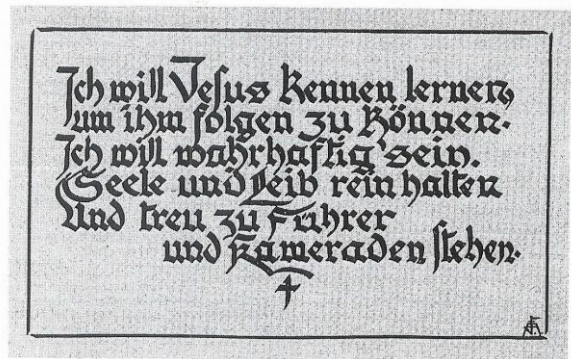 Ich will Jesus kennen lernen,
um ihm folgen zu können.
Ich will wahrhaftig sein.
Seele und Leib rein halten
Und treu zu Führer
und Kameraden stehen.